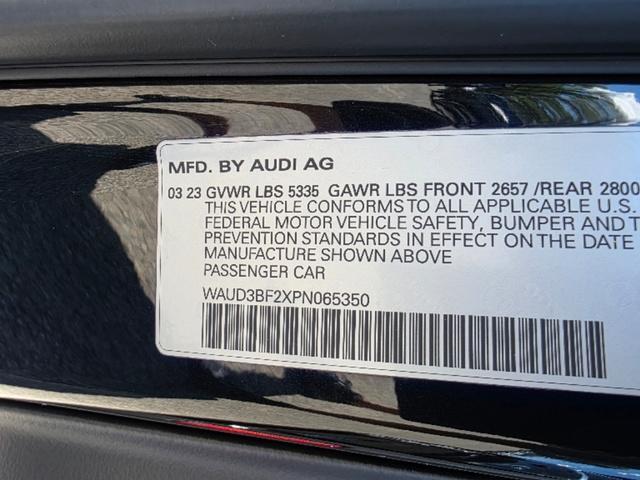 MFD. BY AUDI AG
03 23 GVWR LBS 5335 GAWR LBS FRONT 2657 /REAR 2800
THIS VEHICLE CONFORMS TO ALL APPLICABLE U.S.
FEDERAL MOTOR VEHICLE SAFETY, BUMPER AND T
PREVENTION STANDARDS IN EFFECT ON THE DATE
MANUFACTURE SHOWN ABOVE
PASSENGER CAR
WAUD3BF2XPN065350